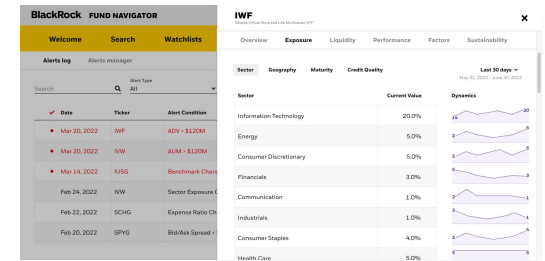 BlackRock. FUND NAVIGATOR
Welcome Search Watchlists
Alerts log Alerts manager
Search
Alert Type
All
Date Ticker Alert Condition
Mar 20, 2022 IWF ADV > $120M
Mar 20, 2022 IVW AUM > $120M
Mar 14, 2022 IUSG Benchmark Chang
Feb 24, 2022 IVW Sector Exposure C
Feb 22, 2022 SCHG Expense Ratio Ch
Feb 20, 2022 SPYG Bid/Ask Spread >
IWF
Shares Virtual Work and Life Multisector ETF
Overview Exposure Liquidity Performance Factors Sustainability
Sector Geography Maturity Credit Quality
Last 30 days
May 31, 2023 - June 30, 2023
Sector Current Value Dynamics
Information Technology 20.0% 20
Energy 5.0% 2 5
Consumer Discretionary 5.0% 2 5
Financials 3.0% 5 3
Communication 1.0% 2 1
Industrials 1.0% 3 1
Consumer Staples 4.0% 2 4
Health Care 5.0% 5 5